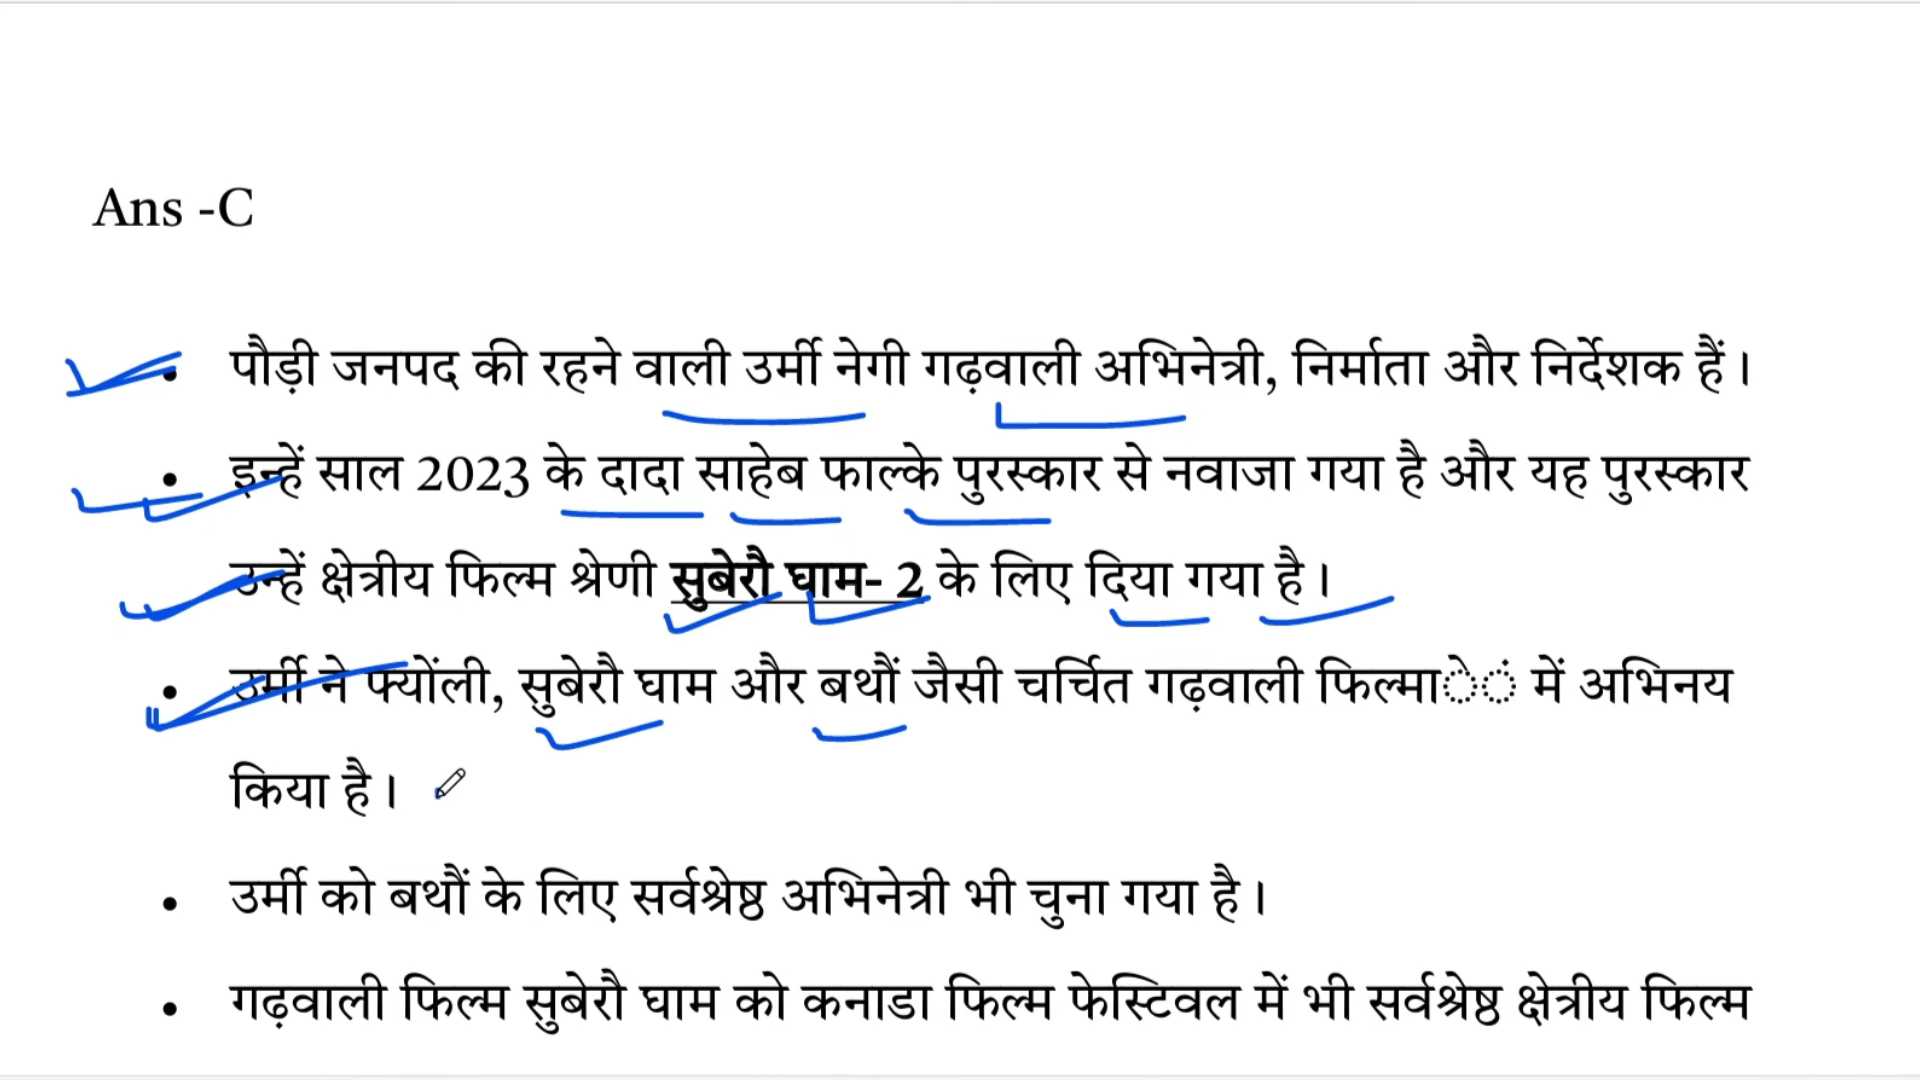 Ans -C
• पौड़ी जनपद की रहने वाली उर्मी नेगी गढ़वाली अभिनेत्री, निर्माता और निर्देशक हैं।
• इन्हें साल 2023 के दादा साहेब फाल्के पुरस्कार से नवाजा गया है और यह पुरस्कार
उन्हें क्षेत्रीय फिल्म श्रेणी सुबेरौ घाम- 2 के लिए दिया गया है।
• उर्मी ने फ्योंली, सुबेरौ घाम और बथौं जैसी चर्चित गढ़वाली फिल्मा◌े◌ं में अभिनय
किया है।
• उर्मी को बथौं के लिए सर्वश्रेष्ठ अभिनेत्री भी चुना गया है।
• गढ़वाली फिल्म सुबेरौ घाम को कनाडा फिल्म फेस्टिवल में भी सर्वश्रेष्ठ क्षेत्रीय फिल्म